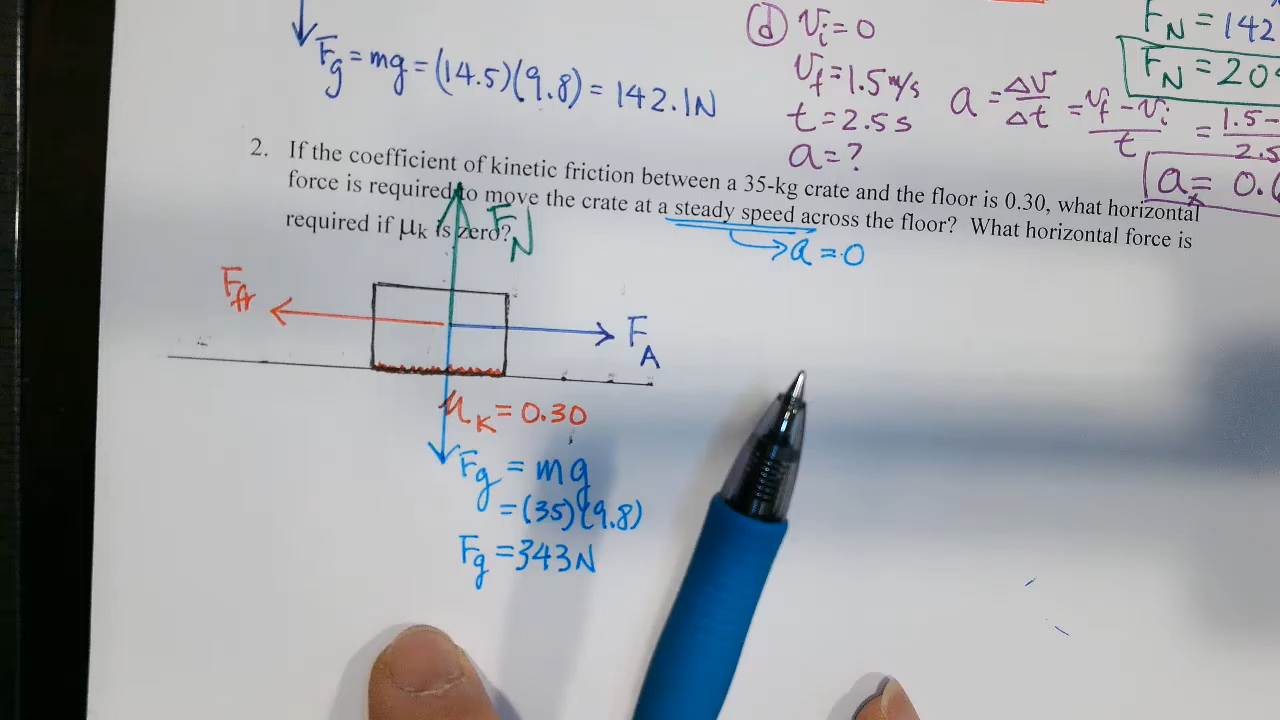 Fg = mg = (14.5)(9.8) = 142.1N
(d) Vi = 0
Vf = 1.5 m/s
t = 2.5 s
a = ?
a = ΔV/Δt = Vf - Vi / t = 1.5- / 2.5
FN = 142
FN = 20
a = 0.
2. If the coefficient of kinetic friction between a 35-kg crate and the floor is 0.30, what horizontal
force is required to move the crate at a steady speed across the floor? What horizontal force is
required if μk is zero?
a = 0
FN
Ffr
FA
μK = 0.30
Fg = mg
= (35)(9.8)
Fg = 343N